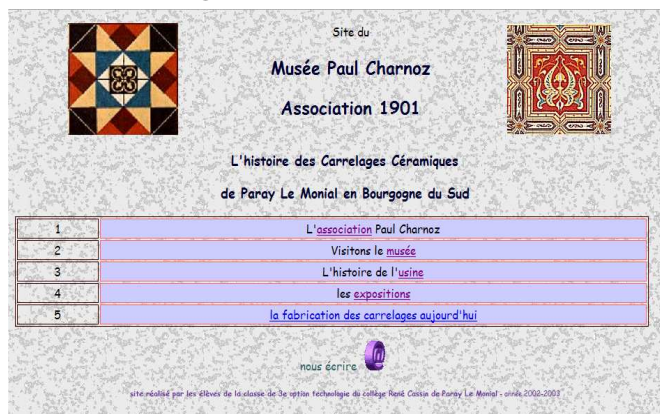 Site du
Musée Paul Charnoz
Association 1901
L'histoire des Carrelages Céramiques
de Paray Le Monial en Bourgogne du Sud
1 L'association Paul Charnoz
2 Visitons le musée
3 L'histoire de l'usine
4 les expositions
5 la fabrication des carrelages aujourd'hui
nous écrire @
site réalisé par les élèves de la classe de 3e option technologie du collège René Cassin de Paray Le Monial - année 2002-2003